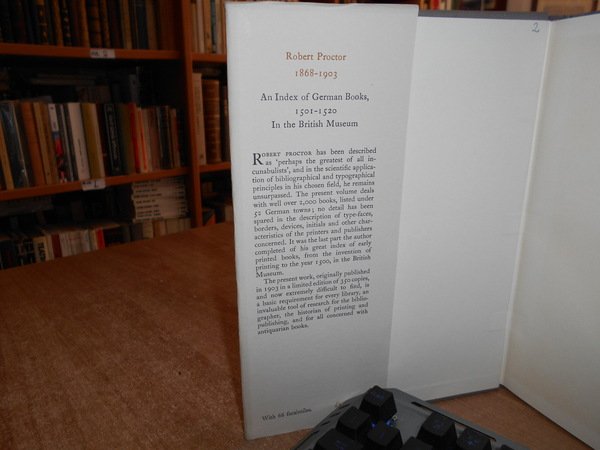 Robert Proctor
1868-1903
An Index of German Books,
1501-1520
In the British Museum
ROBERT PROCTOR has been described
as 'perhaps the greatest of all in-
cunabulists', and in the scientific applica-
tion of bibliographical and typographical
principles in his chosen field, he remains
unsurpassed. The present volume deals
with well over 2,000 books, listed under
52 German towns; no detail has been
spared in the description of type-faces,
borders, devices, initials and other char-
acteristics of the printers and publishers
concerned. It was the last part the author
completed of his great index of early
printed books, from the invention of
printing to the year 1500, in the British
Museum.
The present work, originally published
in 1903 in a limited edition of 350 copies,
and now extremely difficult to find, is
a basic requirement for every library, an
invaluable tool of research for the biblio-
grapher, the historian of printing and
publishing, and for all concerned with
antiquarian books.
With 68 facsimiles.
2